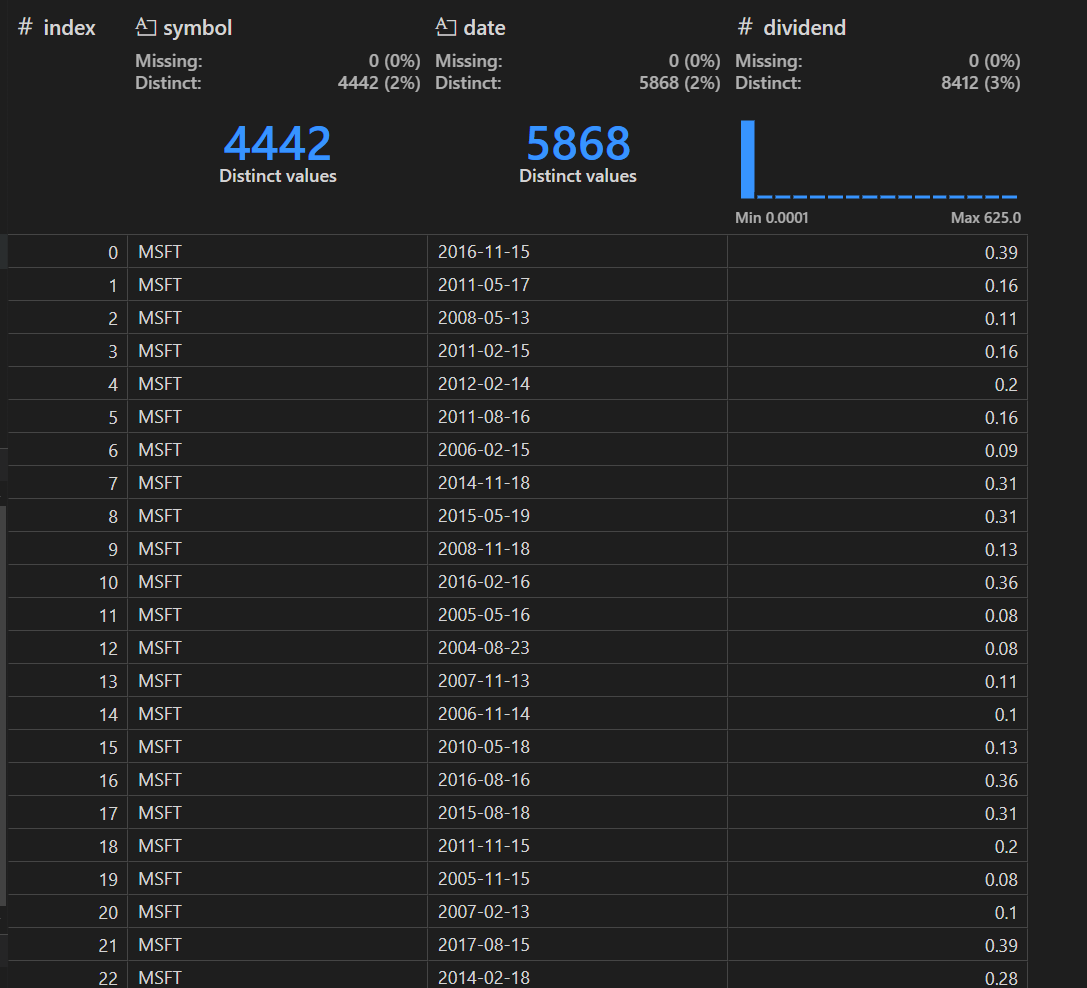 # index symbol date # dividend
Missing: 0 (0%) Missing: 0 (0%) Missing: 0 (0%)
Distinct: 4442 (2%) Distinct: 5868 (2%) Distinct: 8412 (3%)
4442 5868
Distinct values Distinct values
Min 0.0001 Max 625.0
0 MSFT 2016-11-15 0.39
1 MSFT 2011-05-17 0.16
2 MSFT 2008-05-13 0.11
3 MSFT 2011-02-15 0.16
4 MSFT 2012-02-14 0.2
5 MSFT 2011-08-16 0.16
6 MSFT 2006-02-15 0.09
7 MSFT 2014-11-18 0.31
8 MSFT 2015-05-19 0.31
9 MSFT 2008-11-18 0.13
10 MSFT 2016-02-16 0.36
11 MSFT 2005-05-16 0.08
12 MSFT 2004-08-23 0.08
13 MSFT 2007-11-13 0.11
14 MSFT 2006-11-14 0.1
15 MSFT 2010-05-18 0.13
16 MSFT 2016-08-16 0.36
17 MSFT 2015-08-18 0.31
18 MSFT 2011-11-15 0.2
19 MSFT 2005-11-15 0.08
20 MSFT 2007-02-13 0.1
21 MSFT 2017-08-15 0.39
22 MSFT 2014-02-18 0.28